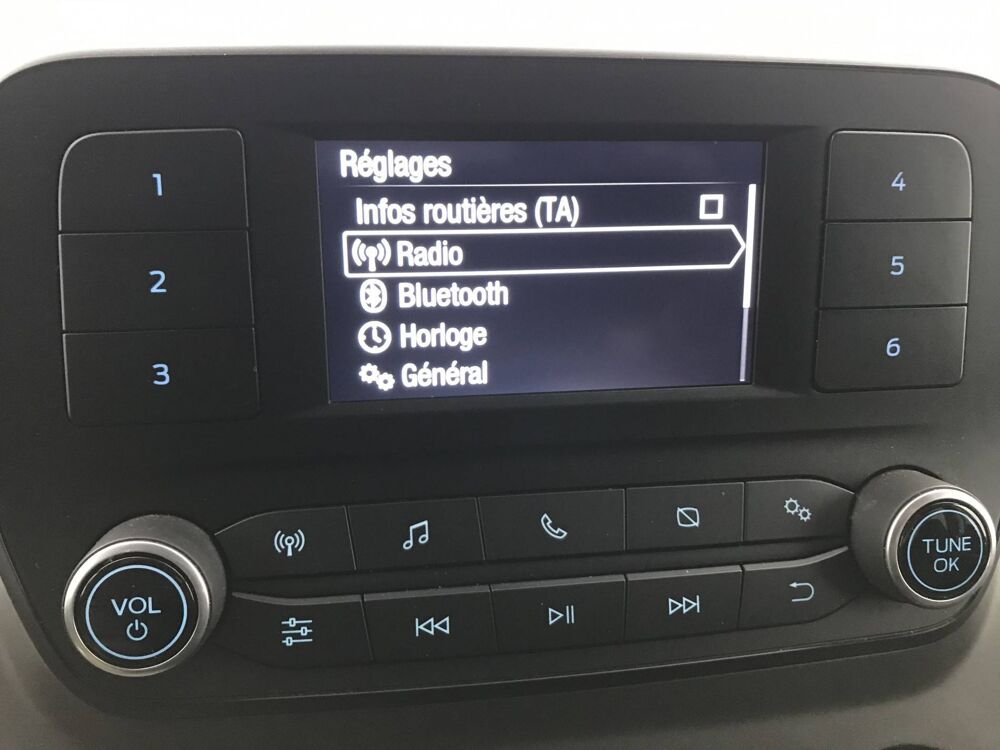 Réglages
Infos routières (TA)
Radio
Bluetooth
Horloge
Général
1
2
3
4
5
6
VOL
TUNE
OK